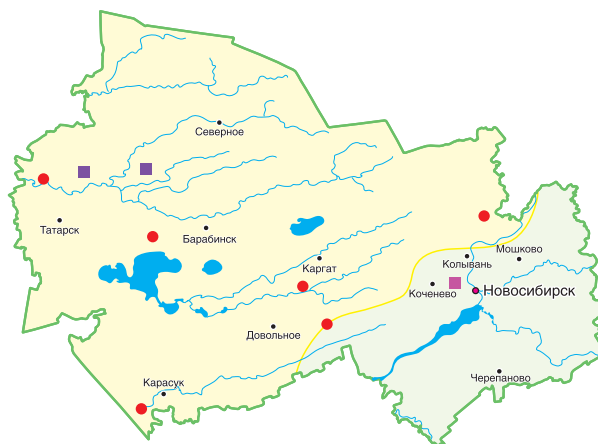 Северное
Татарск
Барабинск
Мошково
Колывань
Каргат
Коченево
Новосибирск
Довольное
Черепаново
Карасук